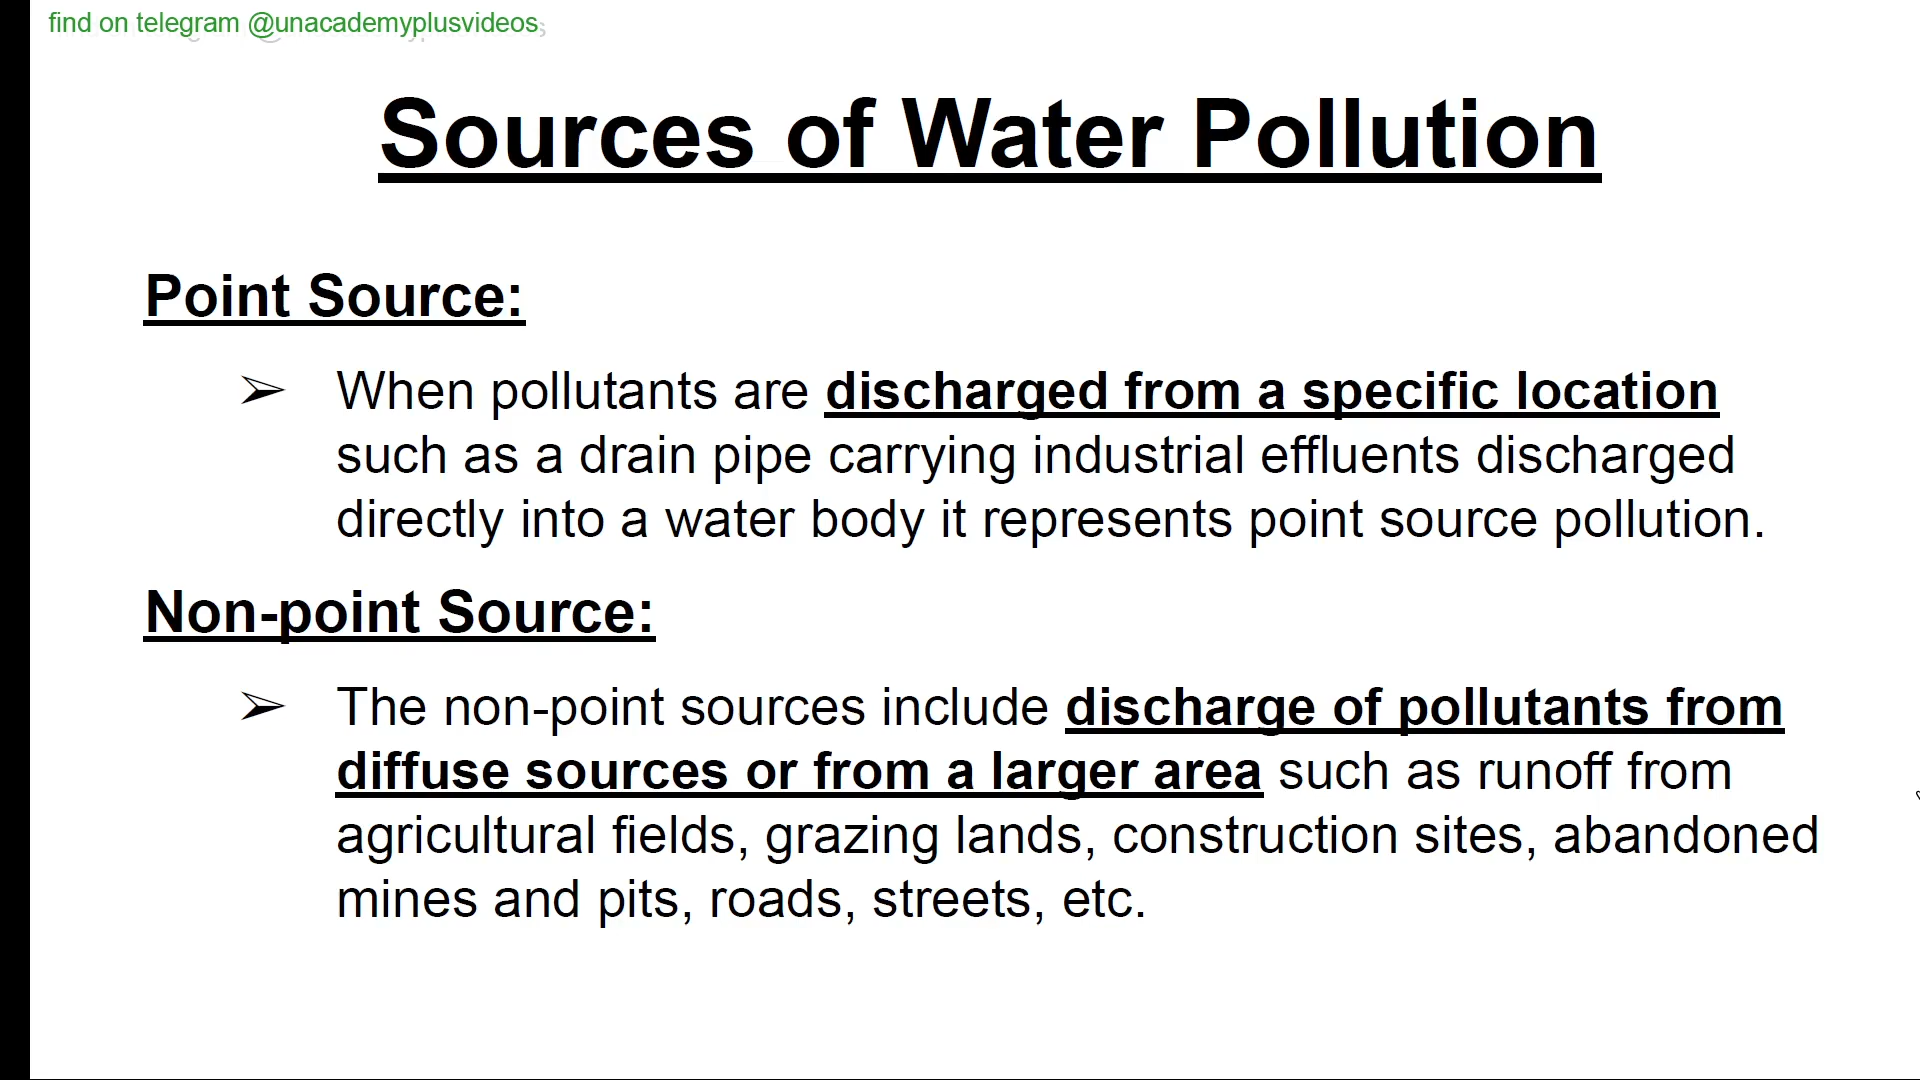 find on telegram @unacademyplusvideos
Sources of Water Pollution
Point Source:
➢ When pollutants are discharged from a specific location
such as a drain pipe carrying industrial effluents discharged
directly into a water body it represents point source pollution.
Non-point Source:
➢ The non-point sources include discharge of pollutants from
diffuse sources or from a larger area such as runoff from
agricultural fields, grazing lands, construction sites, abandoned
mines and pits, roads, streets, etc.